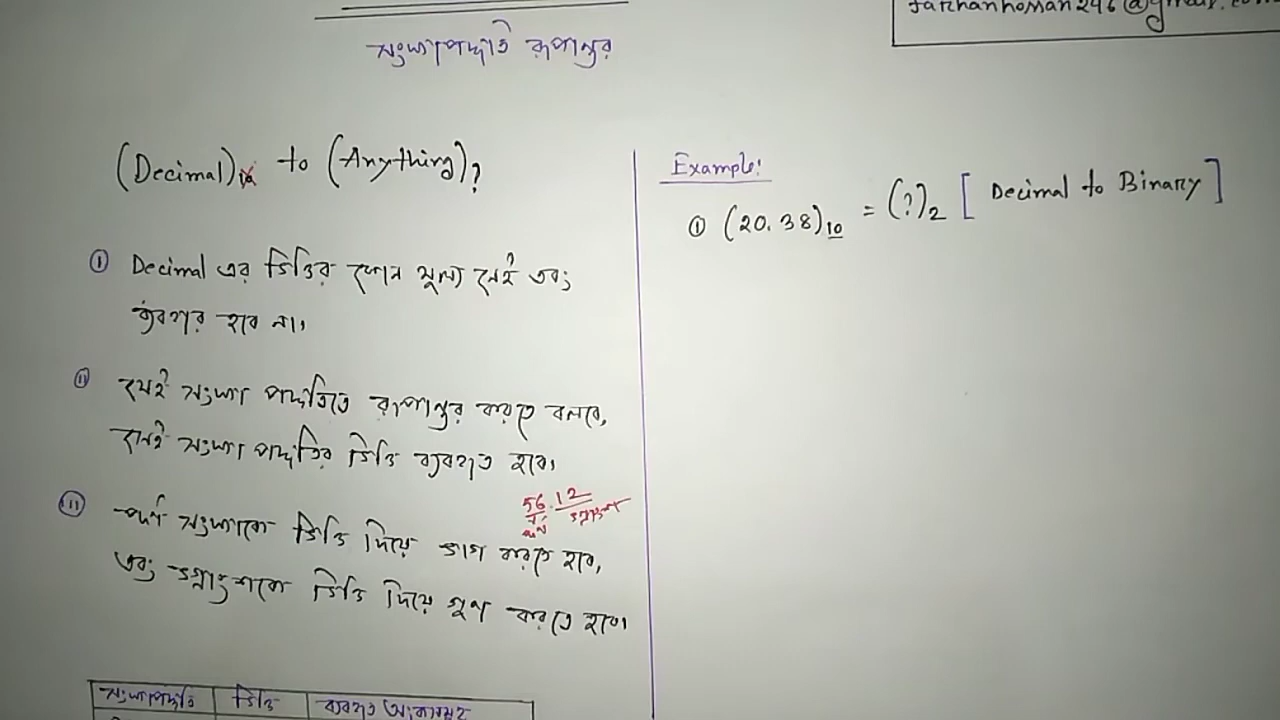 সংখ্যাপদ্ধতি রূপান্তর
(Decimal)10 to (Anything)?
① Decimal এর ভিত্তির কোন মূল্য নেই এবং
ব্যবহার হবে না।
② যেই সংখ্যা পদ্ধতিতে রূপান্তর করতে বলবে,
সেই সংখ্যা পদ্ধতির ভিত্তি ব্যবহৃত হবে।
56.12
পূর্ণ ভগ্নাংশ
③ পূর্ণ সংখ্যাকে ভিত্তি দিয়ে ভাগ করতে হবে,
এবং ভগ্নাংশকে ভিত্তি দিয়ে গুণ করতে হবে।
সংখ্যাপদ্ধতি ভিত্তি ব্যবহৃত অংকসমূহ
Example:
① (20.38)10 = (?)2 [Decimal to Binary]